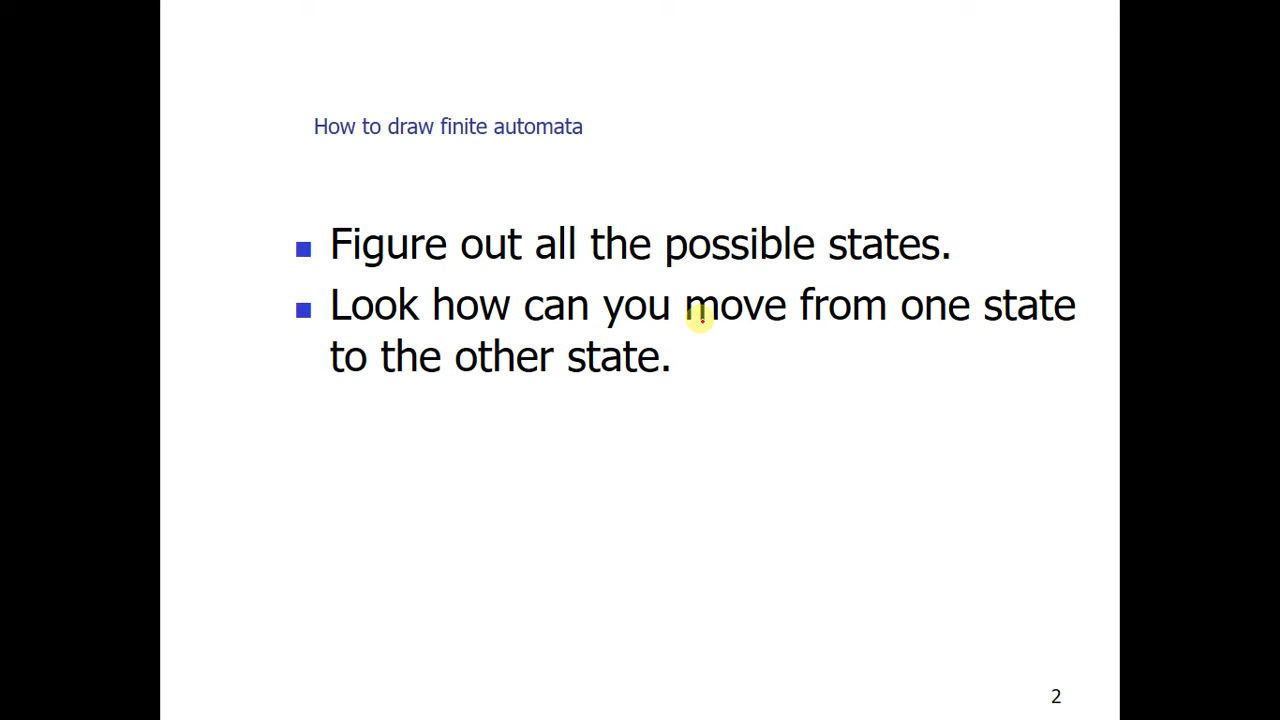 How to draw finite automata
Figure out all the possible states.
Look how can you move from one state
to the other state.
2